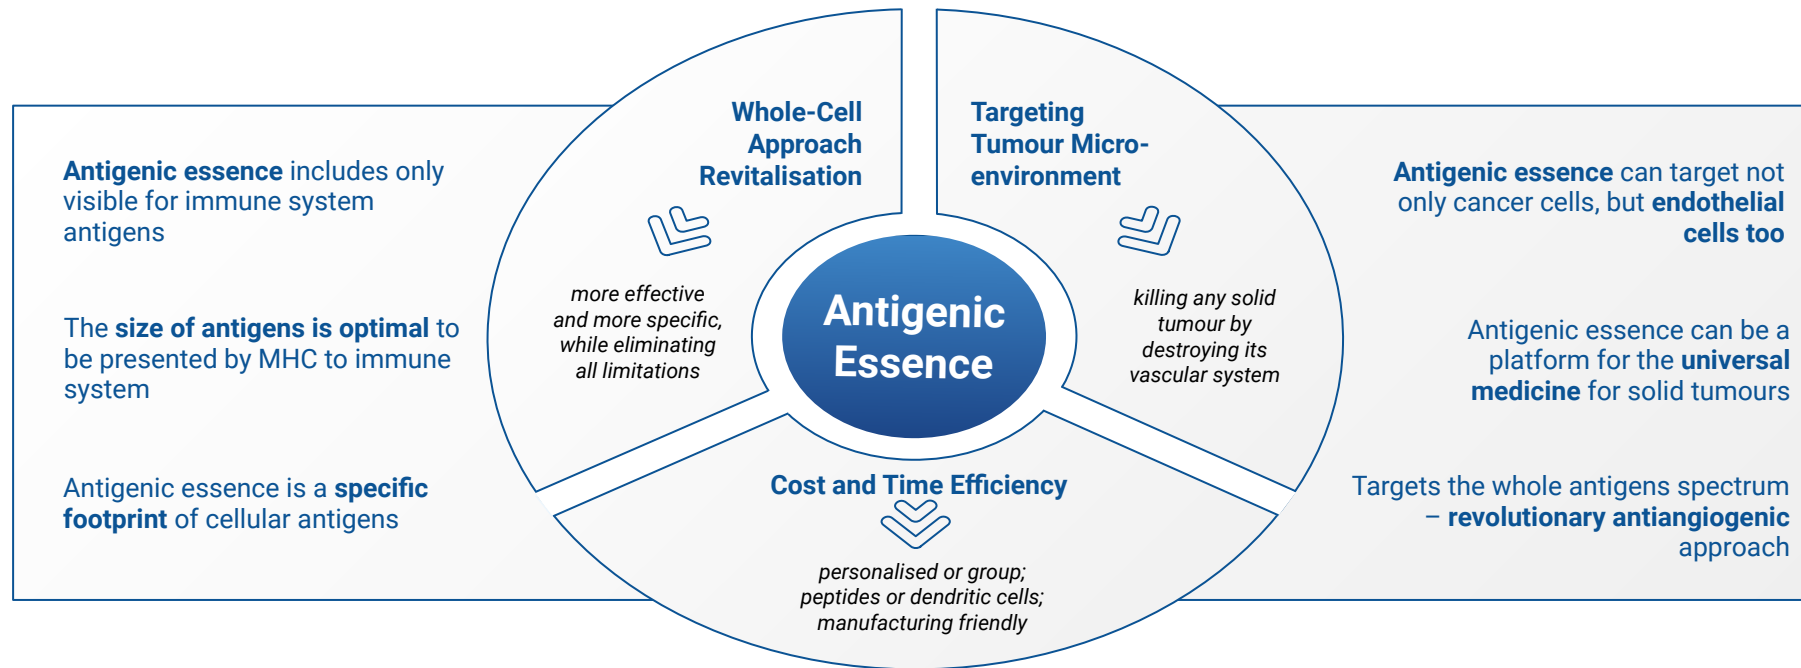 Antigenic essence includes only
visible for immune system
antigens
The size of antigens is optimal to
be presented by MHC to immune
system
Antigenic essence is a specific
footprint of cellular antigens
Whole-Cell
Approach
Revitalisation
more effective
and more specific,
while eliminating
all limitations
Targeting
Tumour Micro-
environment
killing any solid
tumour by
destroying its
vascular system
Antigenic
Essence
Cost and Time Efficiency
personalised or group;
peptides or dendritic cells;
manufacturing friendly
Antigenic essence can target not
only cancer cells, but endothelial
cells too
Antigenic essence can be a
platform for the universal
medicine for solid tumours
Targets the whole antigens spectrum
– revolutionary antiangiogenic
approach